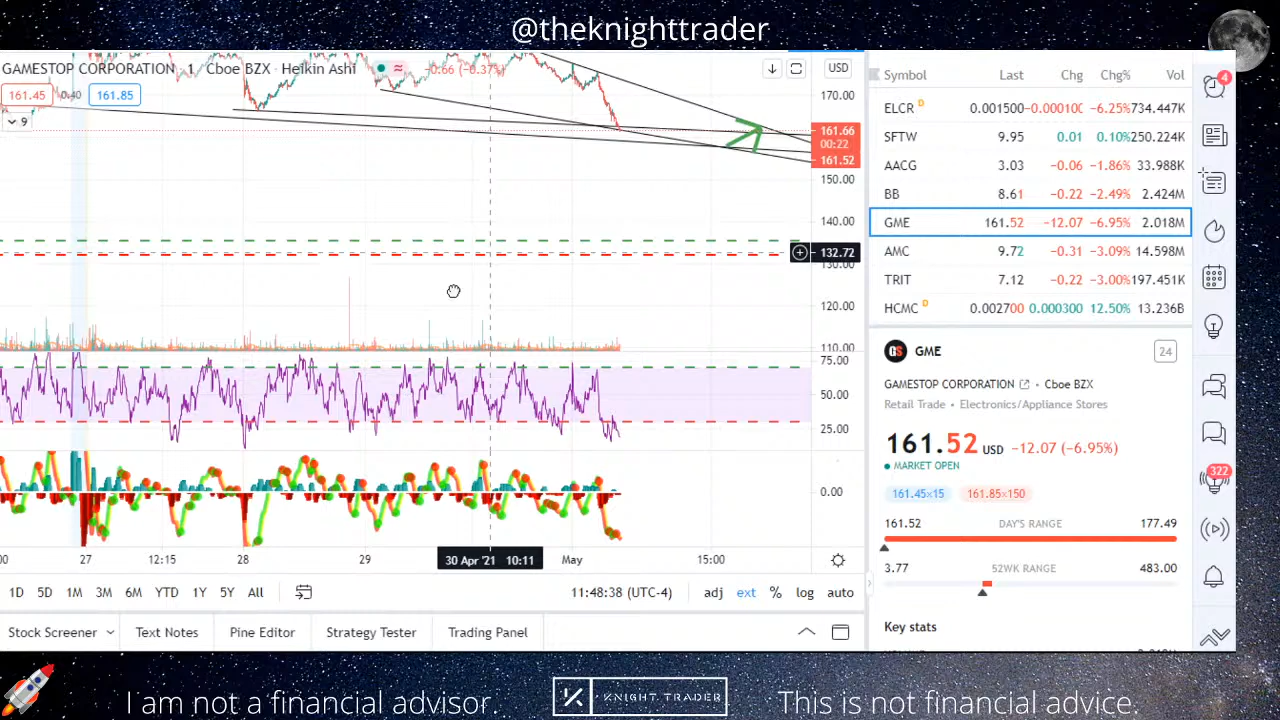 @theknighttrader
GAMESTOP CORPORATION · 1 · Cboe BZX · Heikin Ashi
-0.66 (-0.37%)
USD
161.45
0.40
161.85
9
170.00
161.66
00:22
161.52
150.00
140.00
132.72
130.00
120.00
110.00
75.00
50.00
25.00
0.00
27
12:15
28
29
30 Apr '21 10:11
May
15:00
1D 5D 1M 3M 6M YTD 1Y 5Y All
11:48:38 (UTC-4) adj ext % log auto
Stock Screener Text Notes Pine Editor Strategy Tester Trading Panel
Symbol Last Chg Chg% Vol
ELCR D 0.001500 -0.000100 -6.25% 734.447K
SFTW 9.95 0.01 0.10% 250.224K
AACG 3.03 -0.06 -1.86% 33.988K
BB 8.61 -0.22 -2.49% 2.424M
GME 161.52 -12.07 -6.95% 2.018M
AMC 9.72 -0.31 -3.09% 14.598M
TRIT 7.12 -0.22 -3.00% 197.451K
HCMC D 0.002700 0.000300 12.50% 13.236B
GS GME 24
GAMESTOP CORPORATION • Cboe BZX
Retail Trade • Electronics/Appliance Stores
161.52 USD -12.07 (-6.95%)
MARKET OPEN
161.45×15 161.85×150
161.52 DAY'S RANGE 177.49
3.77 52WK RANGE 483.00
Key stats
4
322
I am not a financial advisor.
KNIGHT TRADER
This is not financial advice.